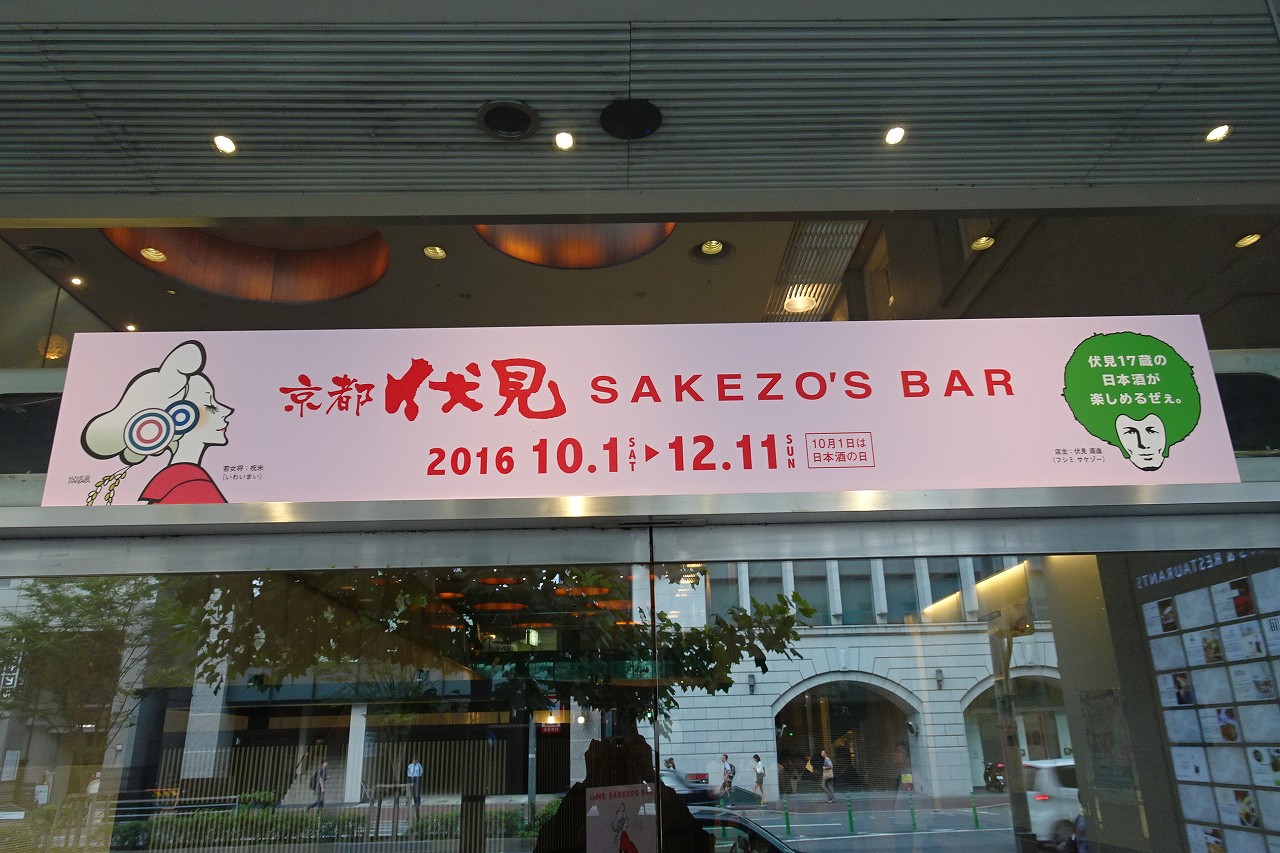 京都 伏見 SAKEZO'S BAR
2016 10.1 SAT ▶ 12.11 SUN
10月1日は
日本酒の日
若女将:祝米
(いわいまい)
伏見17蔵の
日本酒が
楽しめるぜぇ。
店主:伏見 酒造
(フシミ サケゾー)
& RESTAURANTS
SAKEZO'S BAR